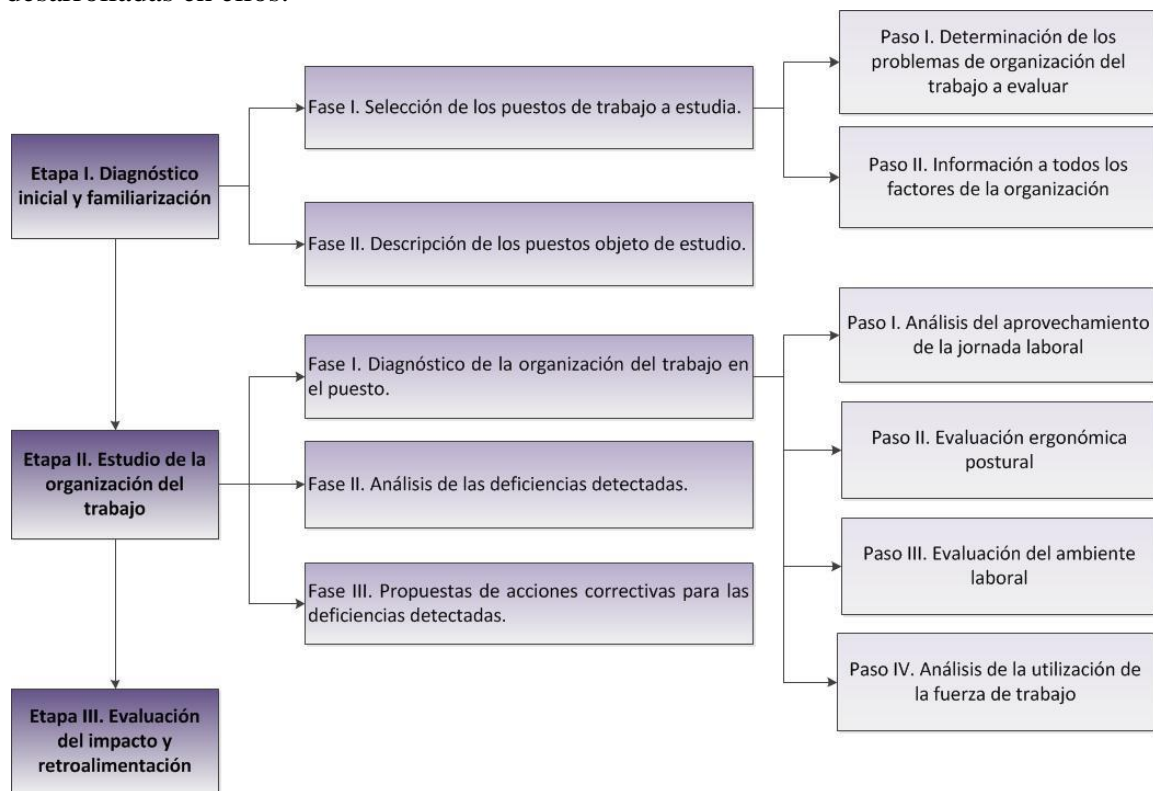 desarrolladas en ellos.
Etapa I. Diagnóstico
inicial y familiarización
Fase I. Selección de los puestos de trabajo a estudia.
Paso I. Determinación de los
problemas de organización del
trabajo a evaluar
Paso II. Información a todos los
factores de la organización
Fase II. Descripción de los puestos objeto de estudio.
Etapa II. Estudio de la
organización del
trabajo
Fase I. Diagnóstico de la organización del trabajo en
el puesto.
Paso I. Análisis del aprovechamiento
de la jornada laboral
Paso II. Evaluación ergonómica
postural
Paso III. Evaluación del ambiente
laboral
Paso IV. Análisis de la utilización de
la fuerza de trabajo
Fase II. Análisis de las deficiencias detectadas.
Fase III. Propuestas de acciones correctivas para las
deficiencias detectadas.
Etapa III. Evaluación
del impacto y
retroalimentación